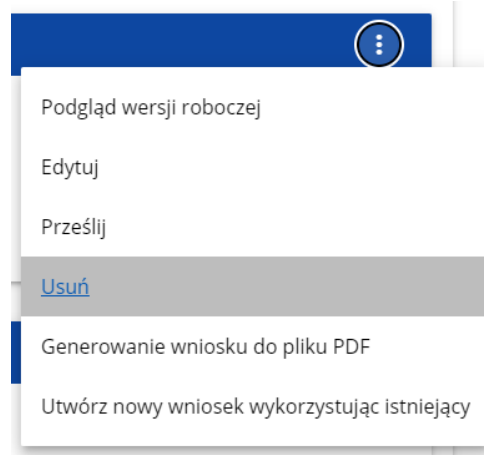 Podgląd wersji roboczej
Edytuj
Prześlij
Usuń
Generowanie wniosku do pliku PDF
Utwórz nowy wniosek wykorzystując istniejący